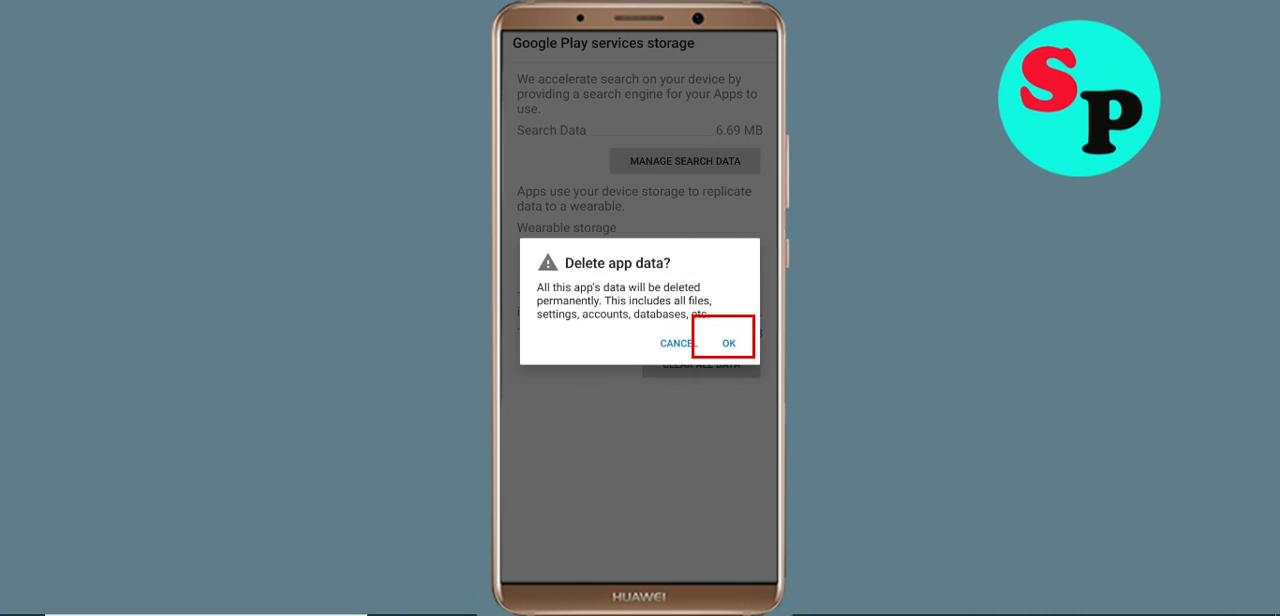 Google Play services storage
We accelerate search on your device by
providing a search engine for your Apps to
use.
Search Data 6.69 MB
MANAGE SEARCH DATA
Apps use your device storage to replicate
data to a wearable.
Wearable storage
Delete app data?
All this app's data will be deleted
permanently. This includes all files,
settings, accounts, databases, etc.
CANCEL OK
CLEAR ALL DATA
HUAWEI
SP